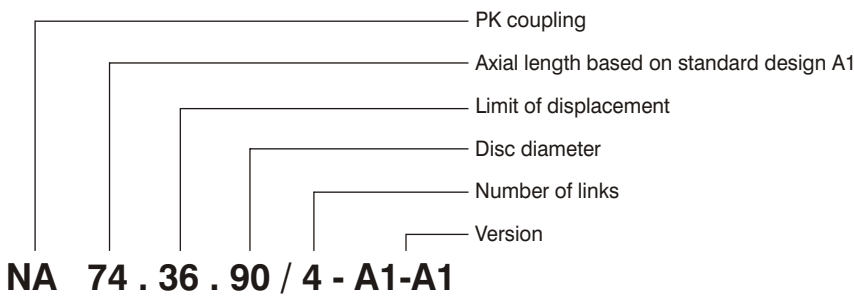 PK coupling
Axial length based on standard design A1
Limit of displacement
Disc diameter
Number of links
Version
NA 74 . 36 . 90 / 4 - A1-A1